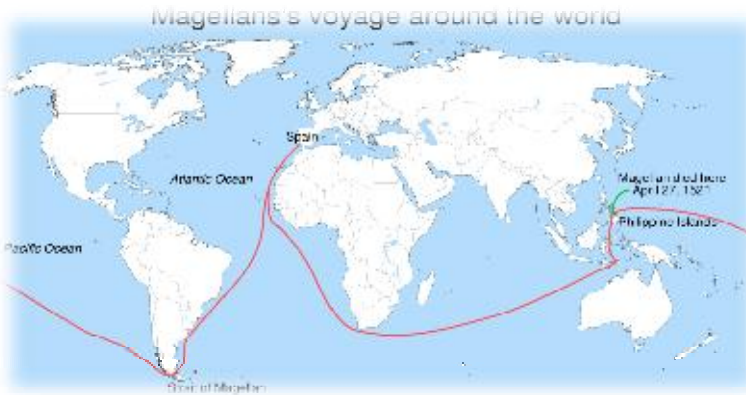 Magellans's voyage around the world
Spain
Atlantic Ocean
Magellan died here
April 27, 1521
Philippine Islands
Pacific Ocean
Strait of Magellan